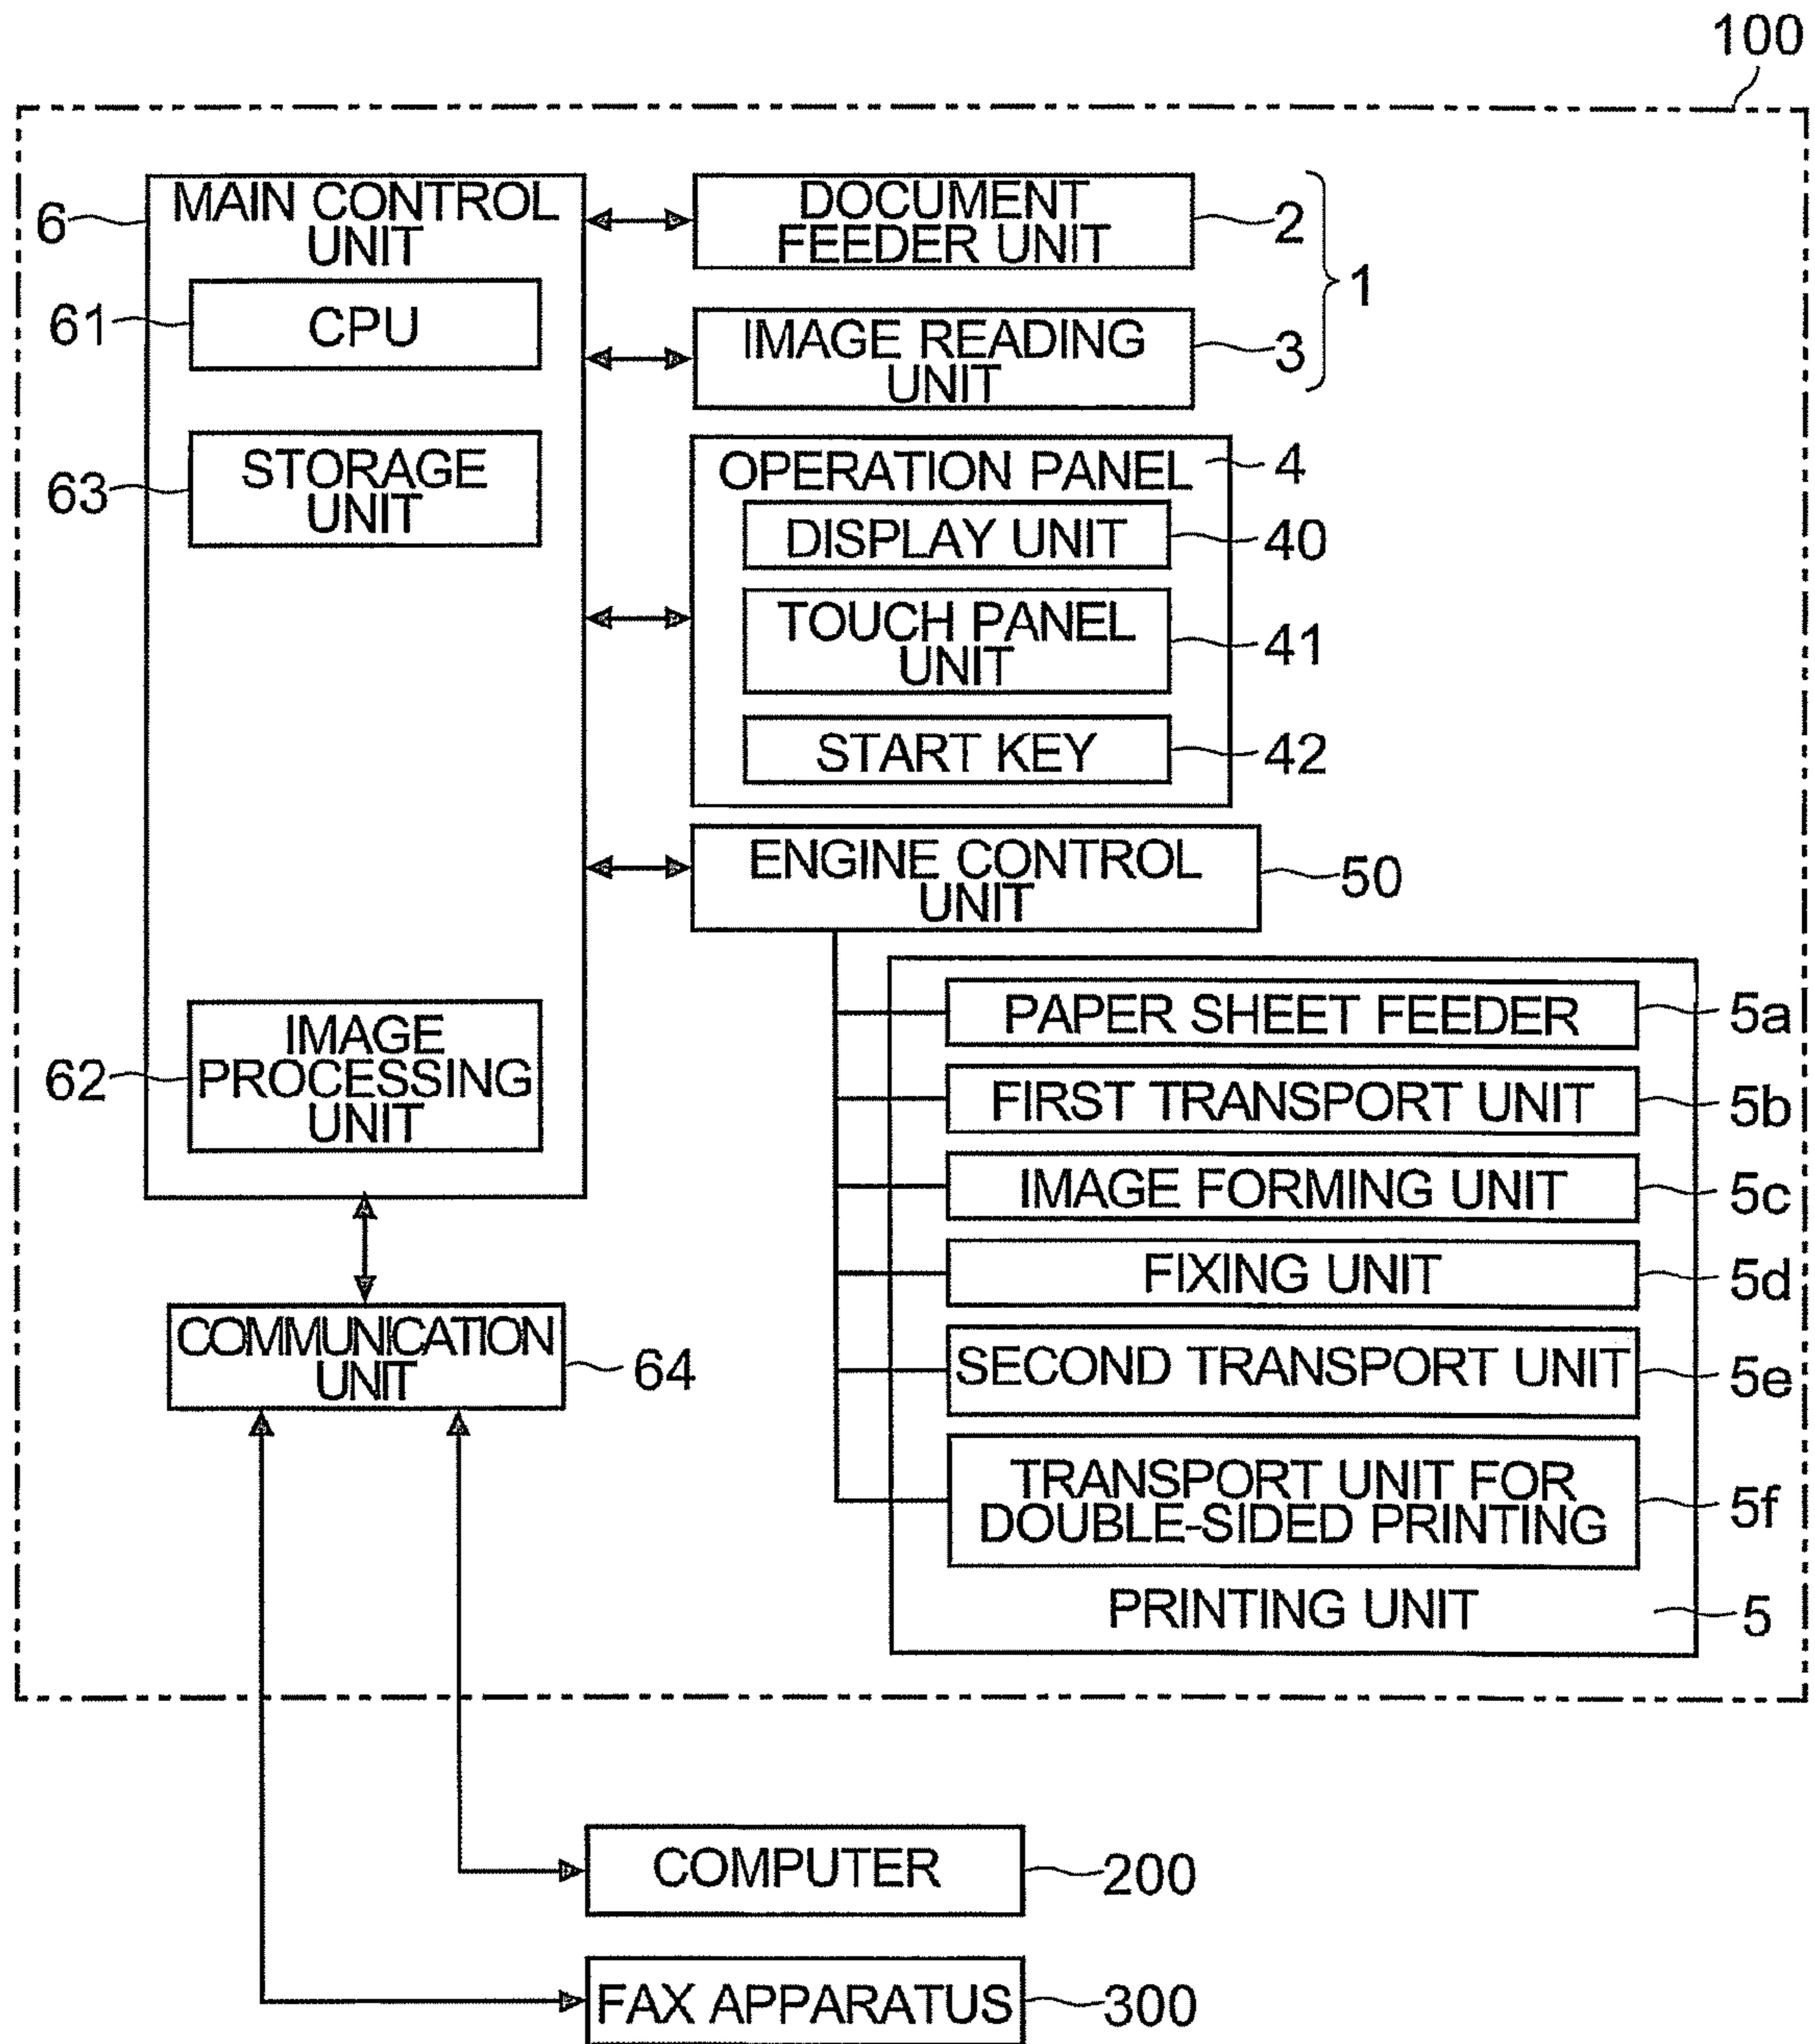 100
MAIN CONTROL
UNIT
6
CPU
61
STORAGE
UNIT
63
IMAGE
PROCESSING
UNIT
62
DOCUMENT
FEEDER UNIT
2
1
IMAGE READING
UNIT
3
OPERATION PANEL
4
DISPLAY UNIT
40
TOUCH PANEL
UNIT
41
START KEY
42
ENGINE CONTROL
UNIT
50
PAPER SHEET FEEDER
5a
FIRST TRANSPORT UNIT
5b
IMAGE FORMING UNIT
5c
FIXING UNIT
5d
SECOND TRANSPORT UNIT
5e
TRANSPORT UNIT FOR
DOUBLE-SIDED PRINTING
5f
PRINTING UNIT
5
COMMUNICATION
UNIT
64
COMPUTER
200
FAX APPARATUS
300